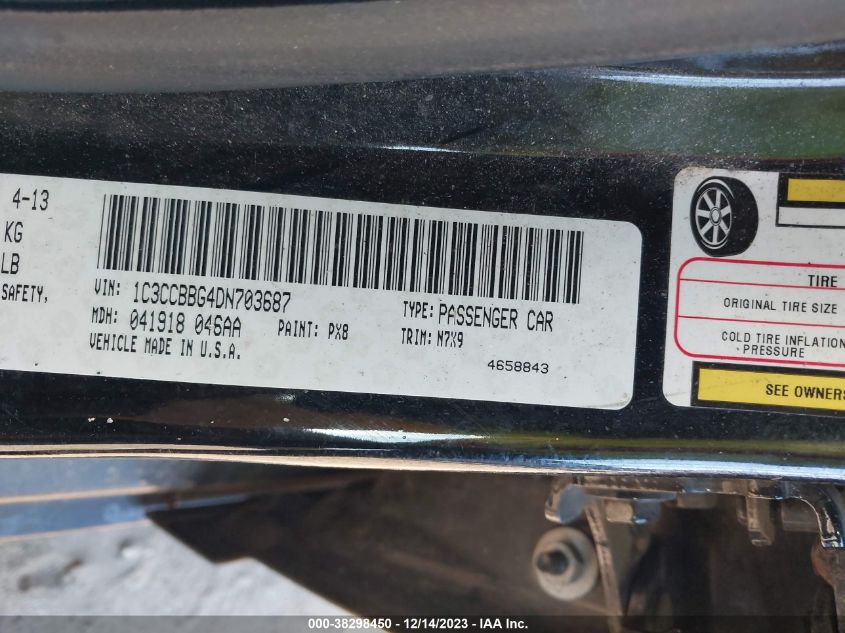 4-13
KG
LB
SAFETY,
VIN: 1C3CCBBG4DN703687
MDH: 041918 046AA
PAINT: PX8
VEHICLE MADE IN U.S.A.
TYPE: PASSENGER CAR
TRIM: N7X9
4658843
TIRE
ORIGINAL TIRE SIZE
COLD TIRE INFLATION
PRESSURE
SEE OWNERS
000-38298450 - 12/14/2023 - IAA Inc.